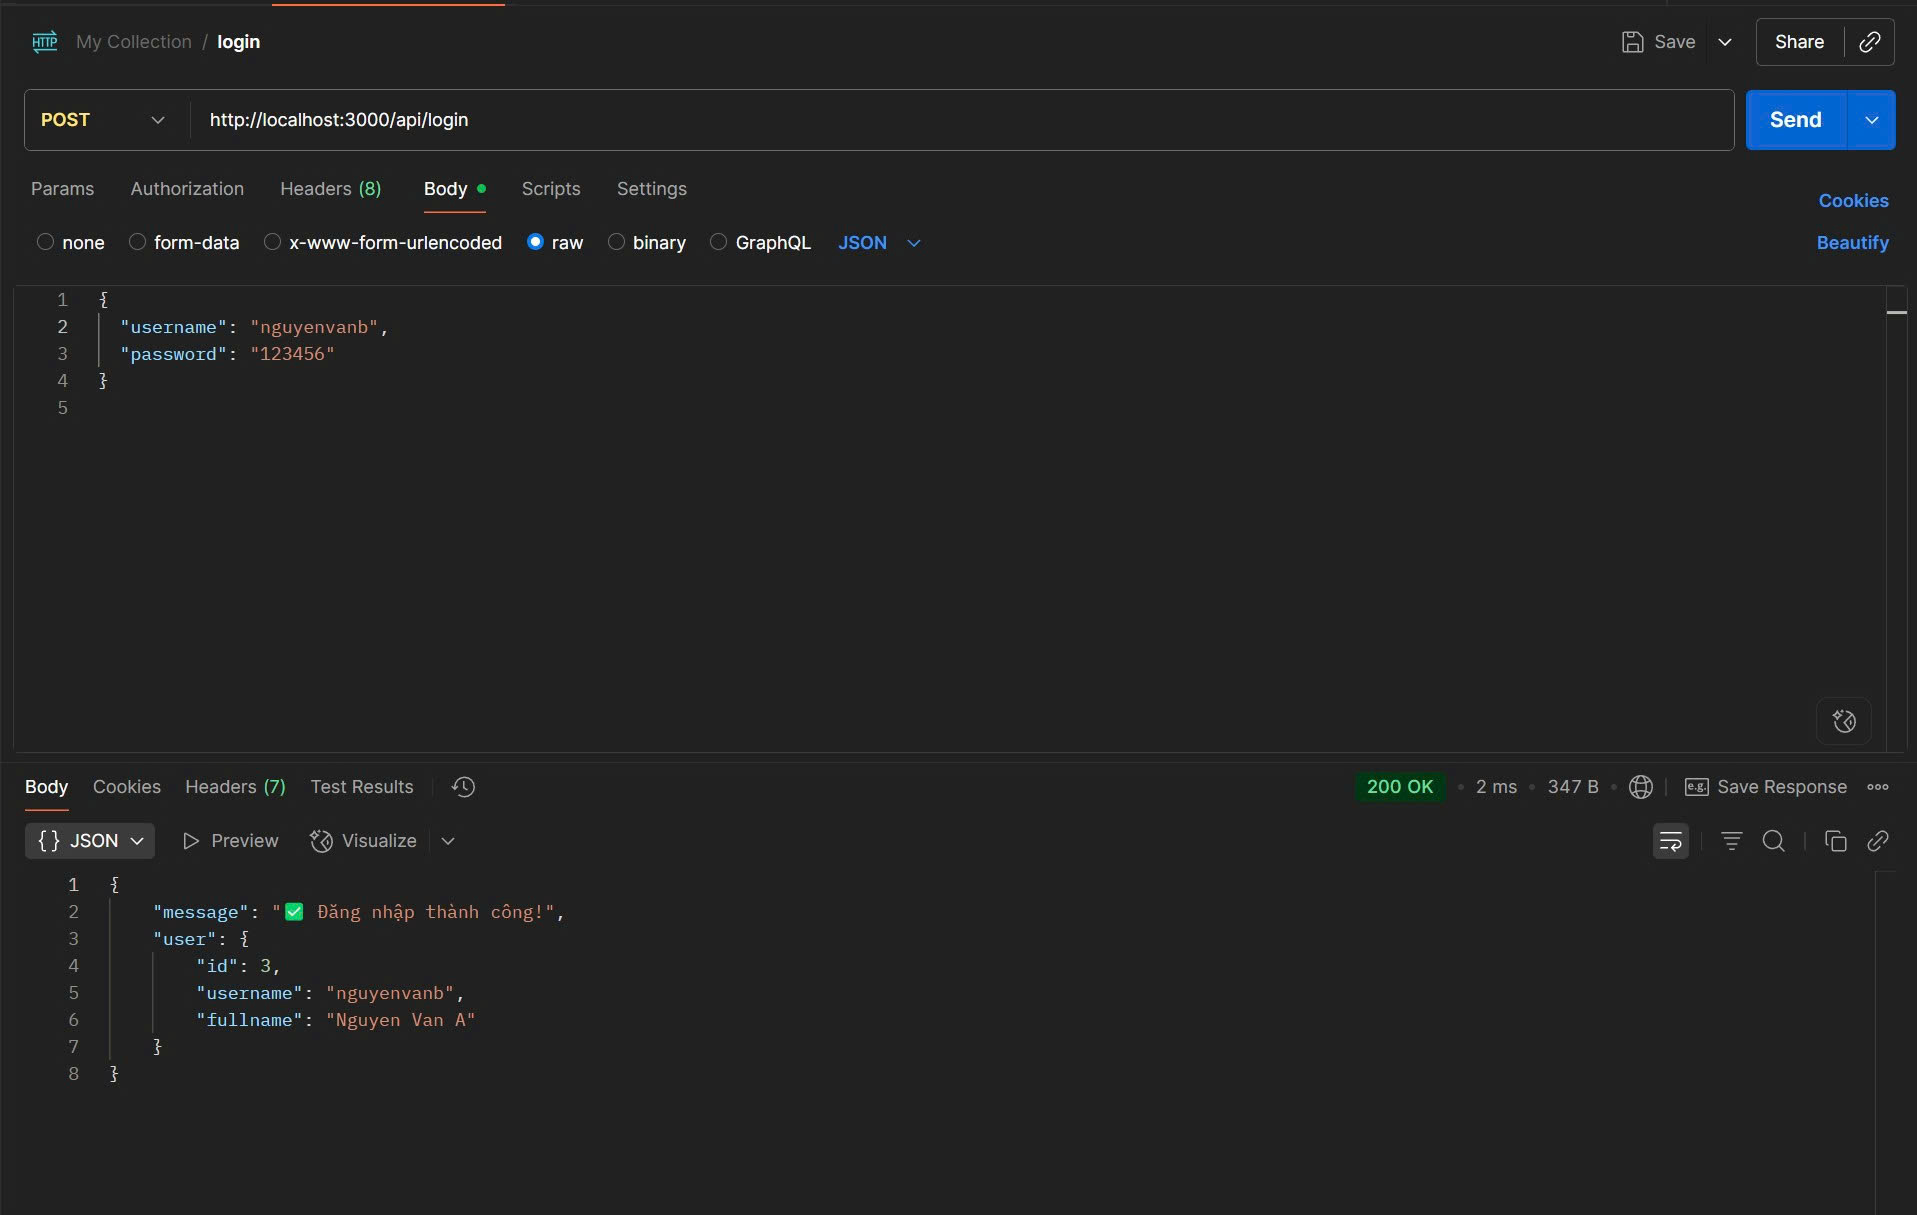 HTTP My Collection / login Save Share
POST http://localhost:3000/api/login Send
Params Authorization Headers (8) Body Scripts Settings Cookies
none form-data x-www-form-urlencoded raw binary GraphQL JSON Beautify
1 {
2 "username": "nguyenvanb",
3 "password": "123456"
4 }
5
Body Cookies Headers (7) Test Results 200 OK • 2 ms • 347 B • e.g. Save Response
{} JSON Preview Visualize
1 {
2 "message": "✅ Đăng nhập thành công!",
3 "user": {
4 "id": 3,
5 "username": "nguyenvanb",
6 "fullname": "Nguyen Van A"
7 }
8 }